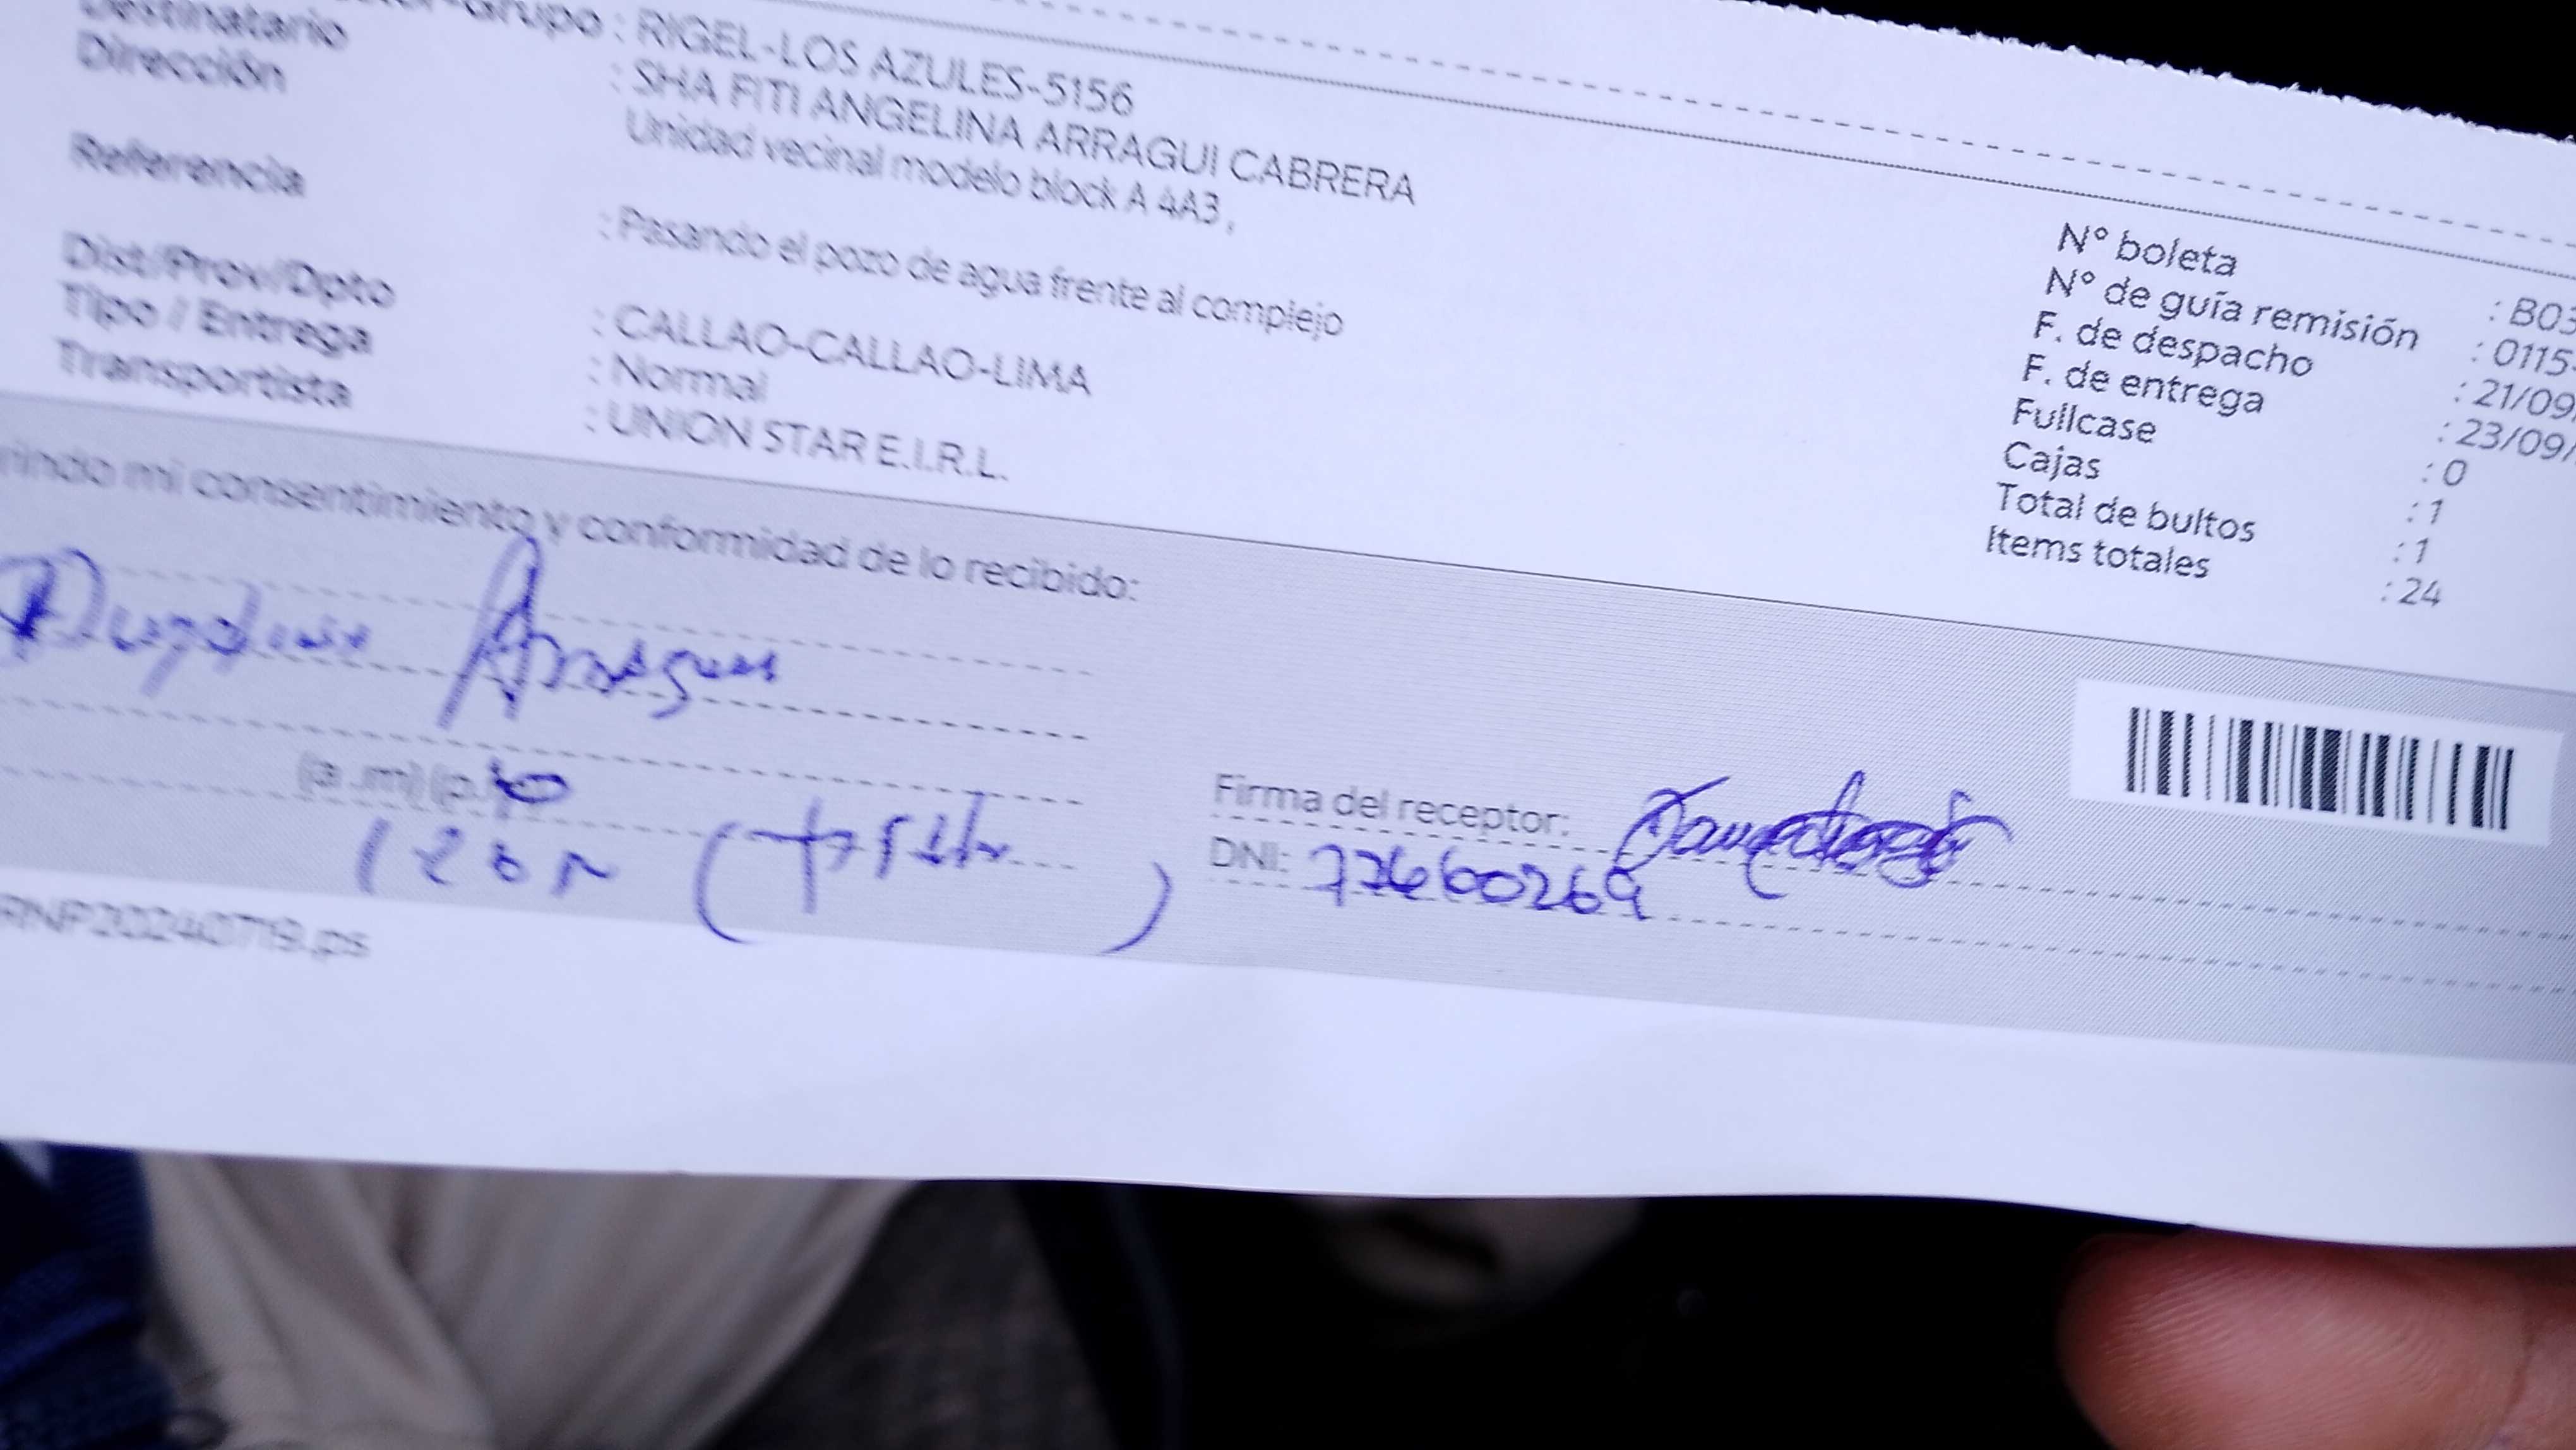 Grupo : RIGEL-LOS AZULES-5156
Destinatario : SHA FITI ANGELINA ARRAGUI CABRERA
Dirección Unidad vecinal modelo block A 4A3 ,
Referencia : Pasando el pozo de agua frente al complejo
Dist/Prov/Dpto : CALLAO-CALLAO-LIMA
Tipo / Entrega : Normal
Transportista : UNION STAR E.I.R.L.
N° boleta : B03
N° de guía remisión : 0115-
F. de despacho : 21/09
F. de entrega : 23/09/
Fullcase : 0
Cajas : 1
Total de bultos : 1
Items totales : 24
mi consentimiento y conformidad de lo recibido:
(a.m) (p.
Firma del receptor:
DNI: 77660269
RNP20240719.ps